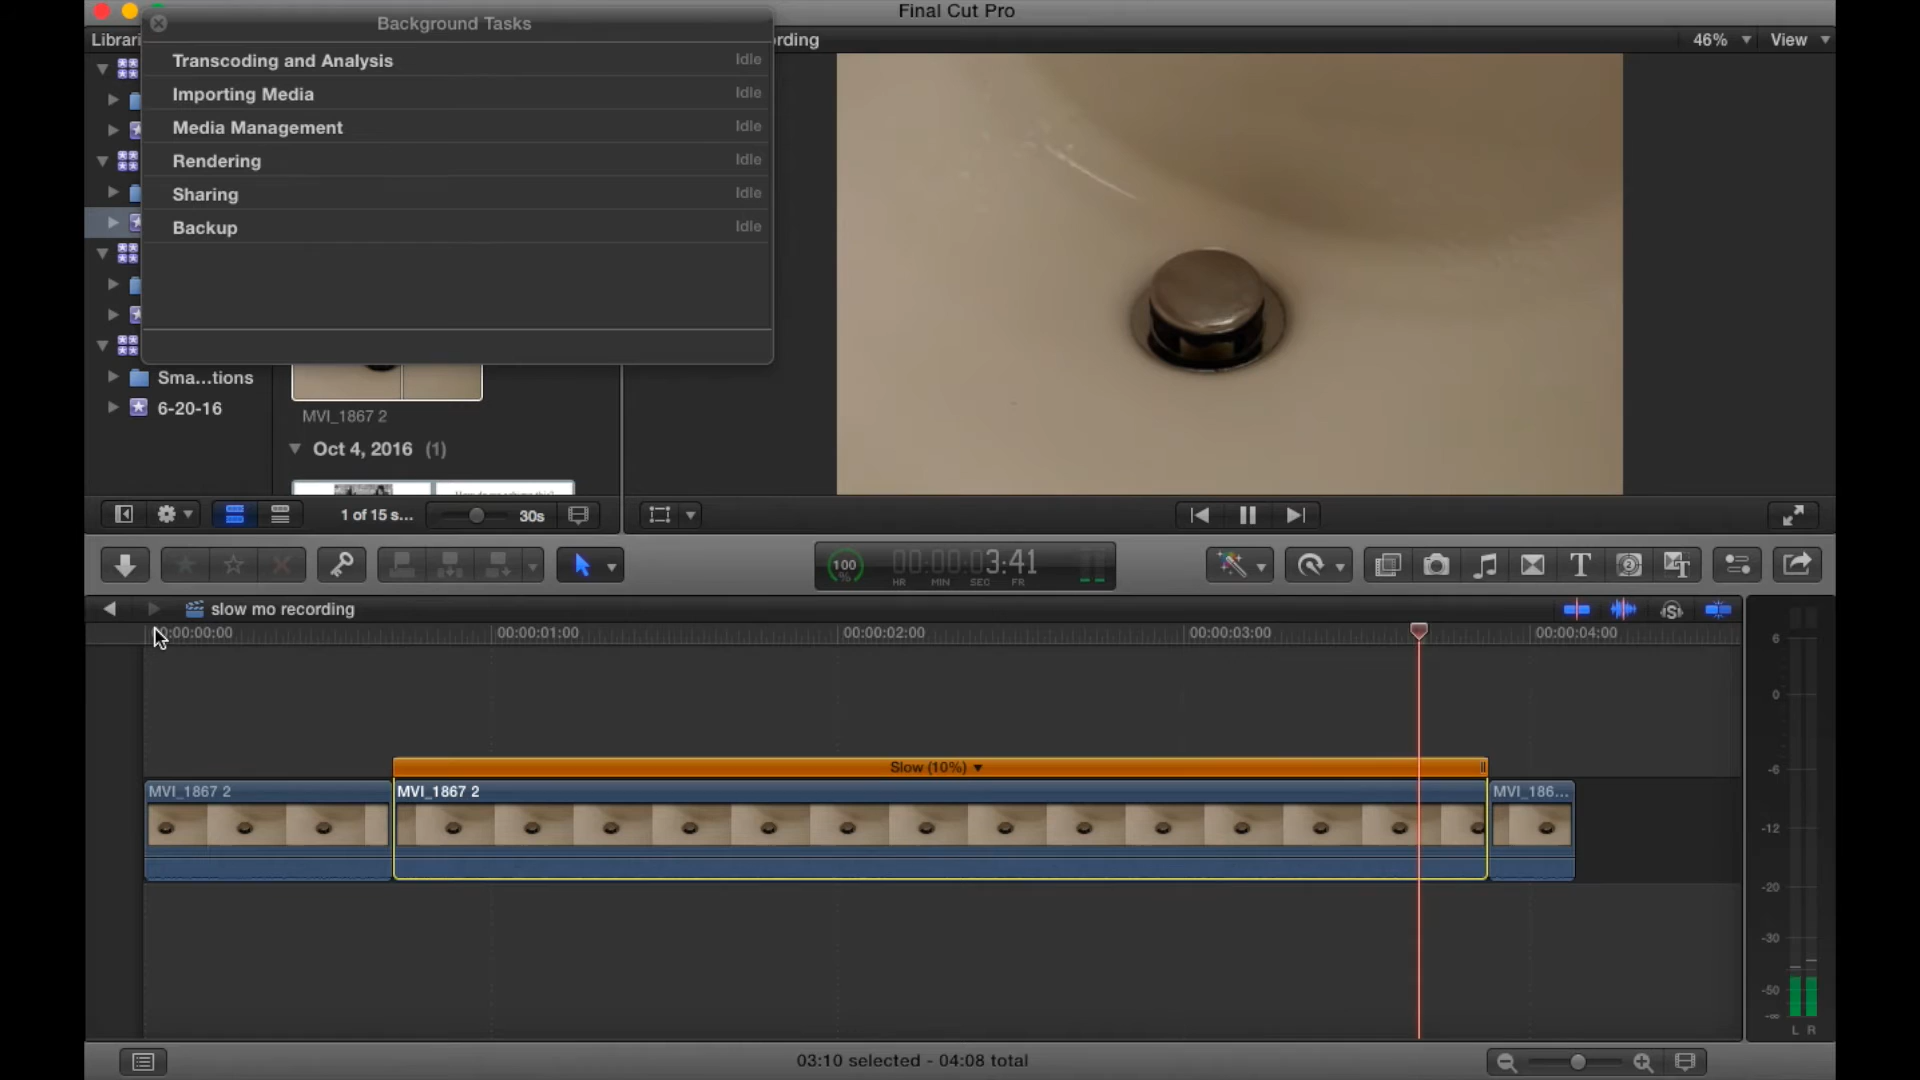 Final Cut Pro
Background Tasks
Transcoding and Analysis Idle
Importing Media Idle
Media Management Idle
Rendering Idle
Sharing Idle
Backup Idle
Librari
rding
46%
View
Sma...tions
6-20-16
MVI_1867 2
Oct 4, 2016 (1)
1 of 15 s...
30s
100
%
00:00:03:41
HR MIN SEC FR
slow mo recording
00:00:00:00
00:00:01:00
00:00:02:00
00:00:03:00
00:00:04:00
Slow (10%)
MVI_1867 2
MVI_1867 2
MVI_186...
6
0
-6
-12
-20
-30
-50
-∞
L R
03:10 selected - 04:08 total